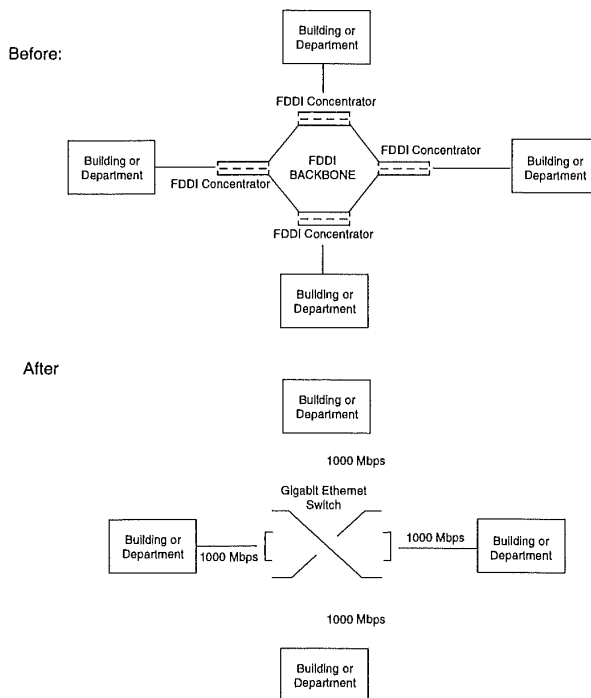 Before:
Building or
Department
FDDI Concentrator
FDDI Concentrator
Building or
Department
FDDI
BACKBONE
Building or
Department
FDDI Concentrator
FDDI Concentrator
Building or
Department
After
Building or
Department
1000 Mbps
Gigabit Ethernet
Switch
Building or
Department
1000 Mbps
1000 Mbps
Building or
Department
1000 Mbps
Building or
Department